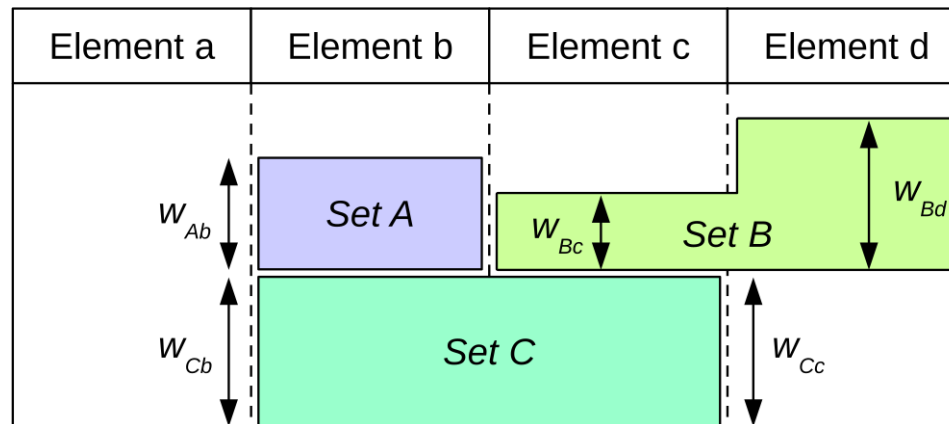 Element a Element b Element c Element d
w_Ab Set A w_Bc Set B w_Bd
w_Cb Set C w_Cc